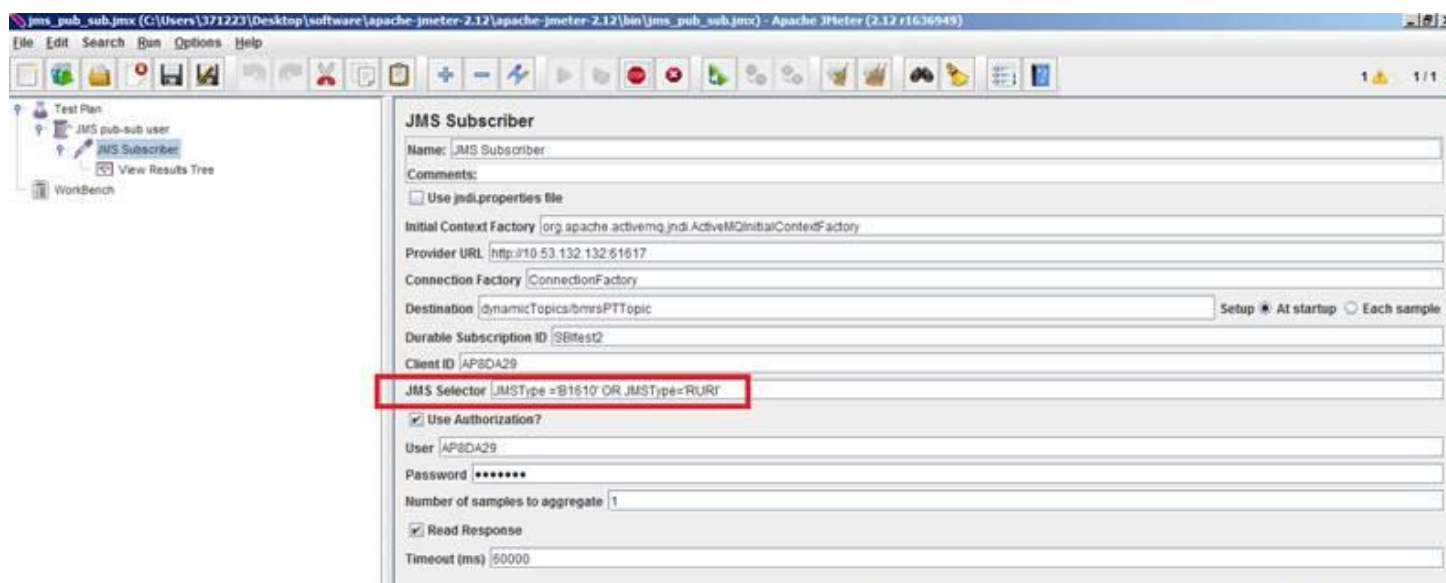 jms_pub_sub.jmx (C:\Users\371223\Desktop\software\apache-jmeter-2.12\apache-jmeter-2.12\bin\jms_pub_sub.jmx) - Apache JMeter (2.12 r1636949)
File Edit Search Run Options Help
1 1/1
Test Plan
JMS pub-sub user
JMS Subscriber
View Results Tree
WorkBench
JMS Subscriber
Name: JMS Subscriber
Comments:
Use jndi.properties file
Initial Context Factory org.apache.activemq.jndi.ActiveMQInitialContextFactory
Provider URL http://10.53.132.132:61617
Connection Factory ConnectionFactory
Destination dynamicTopics/bmrsPTTopic Setup At startup Each sample
Durable Subscription ID SBItest2
Client ID AP8DA29
JMS Selector JMSType ='B1610' OR JMSType='RURI'
Use Authorization?
User AP8DA29
Password •••••••
Number of samples to aggregate 1
Read Response
Timeout (ms) 60000